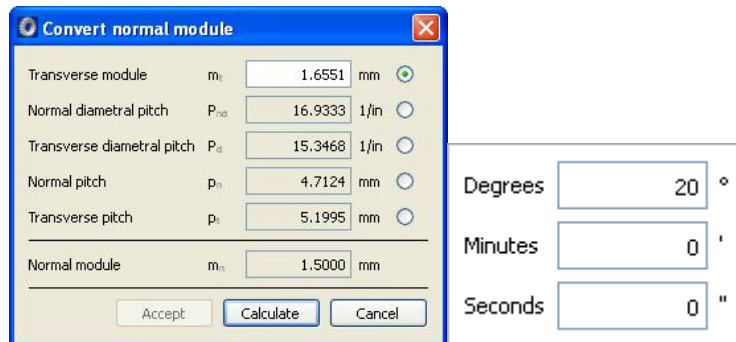 Convert normal module
Transverse module mt 1.6551 mm
Normal diametral pitch Pnd 16.9333 1/in
Transverse diametral pitch Pd 15.3468 1/in
Normal pitch pn 4.7124 mm
Transverse pitch pt 5.1995 mm
Normal module mn 1.5000 mm
Accept Calculate Cancel
Degrees 20 °
Minutes 0 '
Seconds 0 "